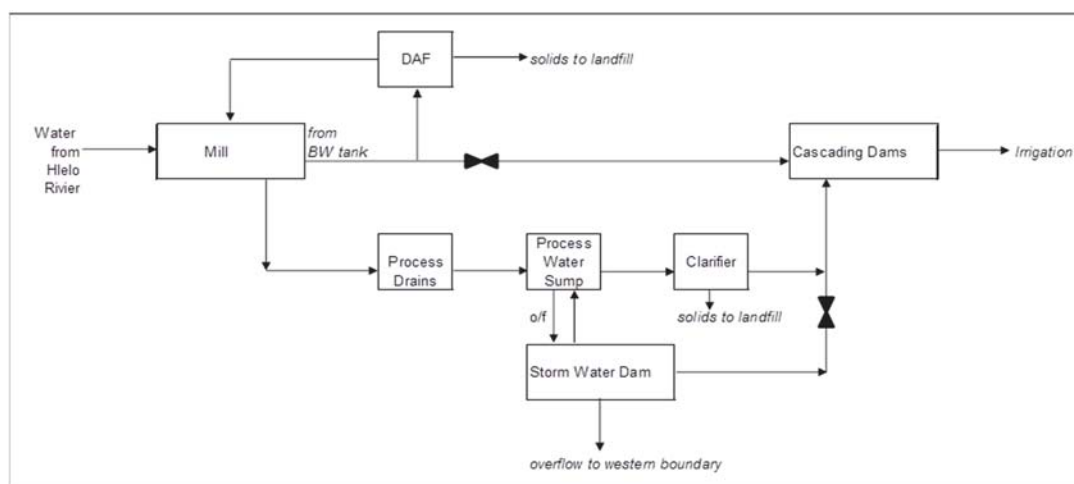 DAF
solids to landfill
Water
from
Hlelo
Rivier
Mill
from
BW tank
Cascading Dams
Irrigation
Process
Drains
Process
Water
Sump
Clarifier
o/f
solids to landfill
Storm Water Dam
overflow to western boundary